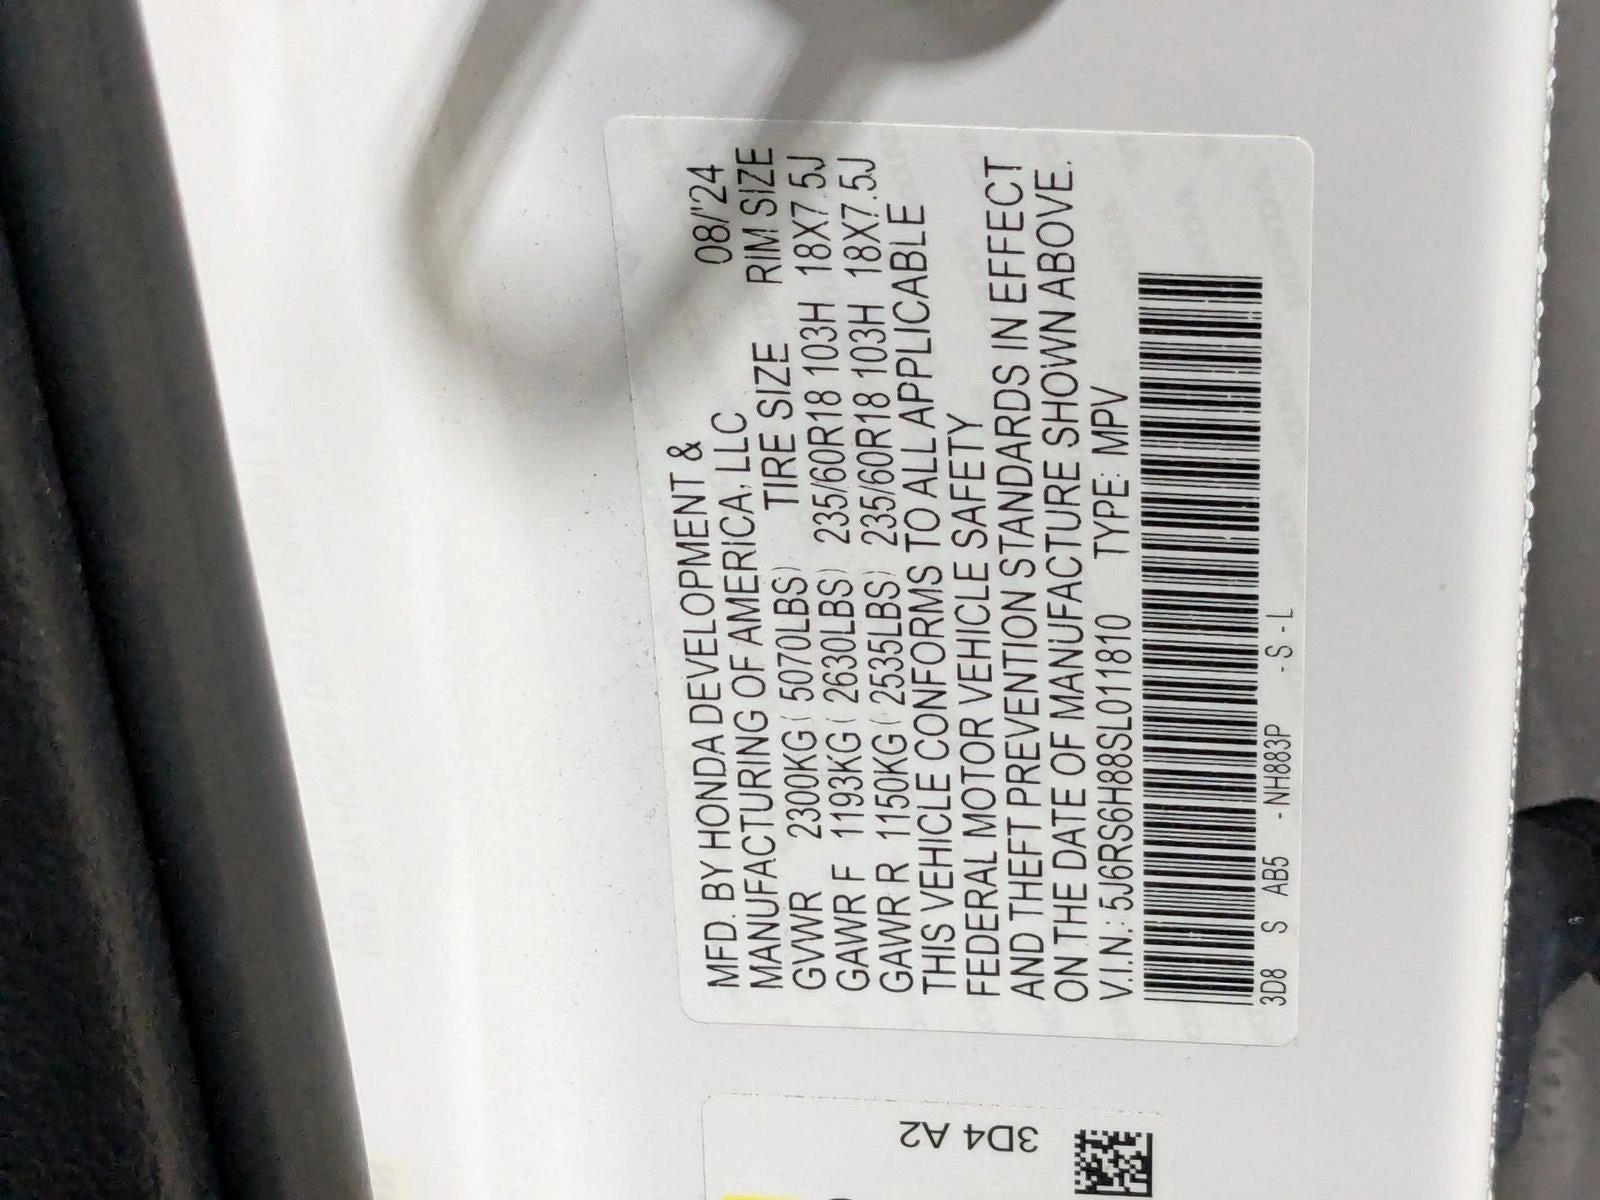 MFD. BY HONDA DEVELOPMENT & 08/'24
MANUFACTURING OF AMERICA, LLC RIM SIZE
TIRE SIZE
GVWR 2300KG ( 5070LBS) 235/60R18 103H 18X7.5J
GAWR F 1193KG ( 2630LBS) 235/60R18 103H 18X7.5J
GAWR R 1150KG ( 2535LBS)
THIS VEHICLE CONFORMS TO ALL APPLICABLE
FEDERAL MOTOR VEHICLE SAFETY
AND THEFT PREVENTION STANDARDS IN EFFECT
ON THE DATE OF MANUFACTURE SHOWN ABOVE.
V.I.N.: 5J6RS6H88SL011810 TYPE: MPV
3D8 S AB5 -NH883P -S-L
3D4 A2